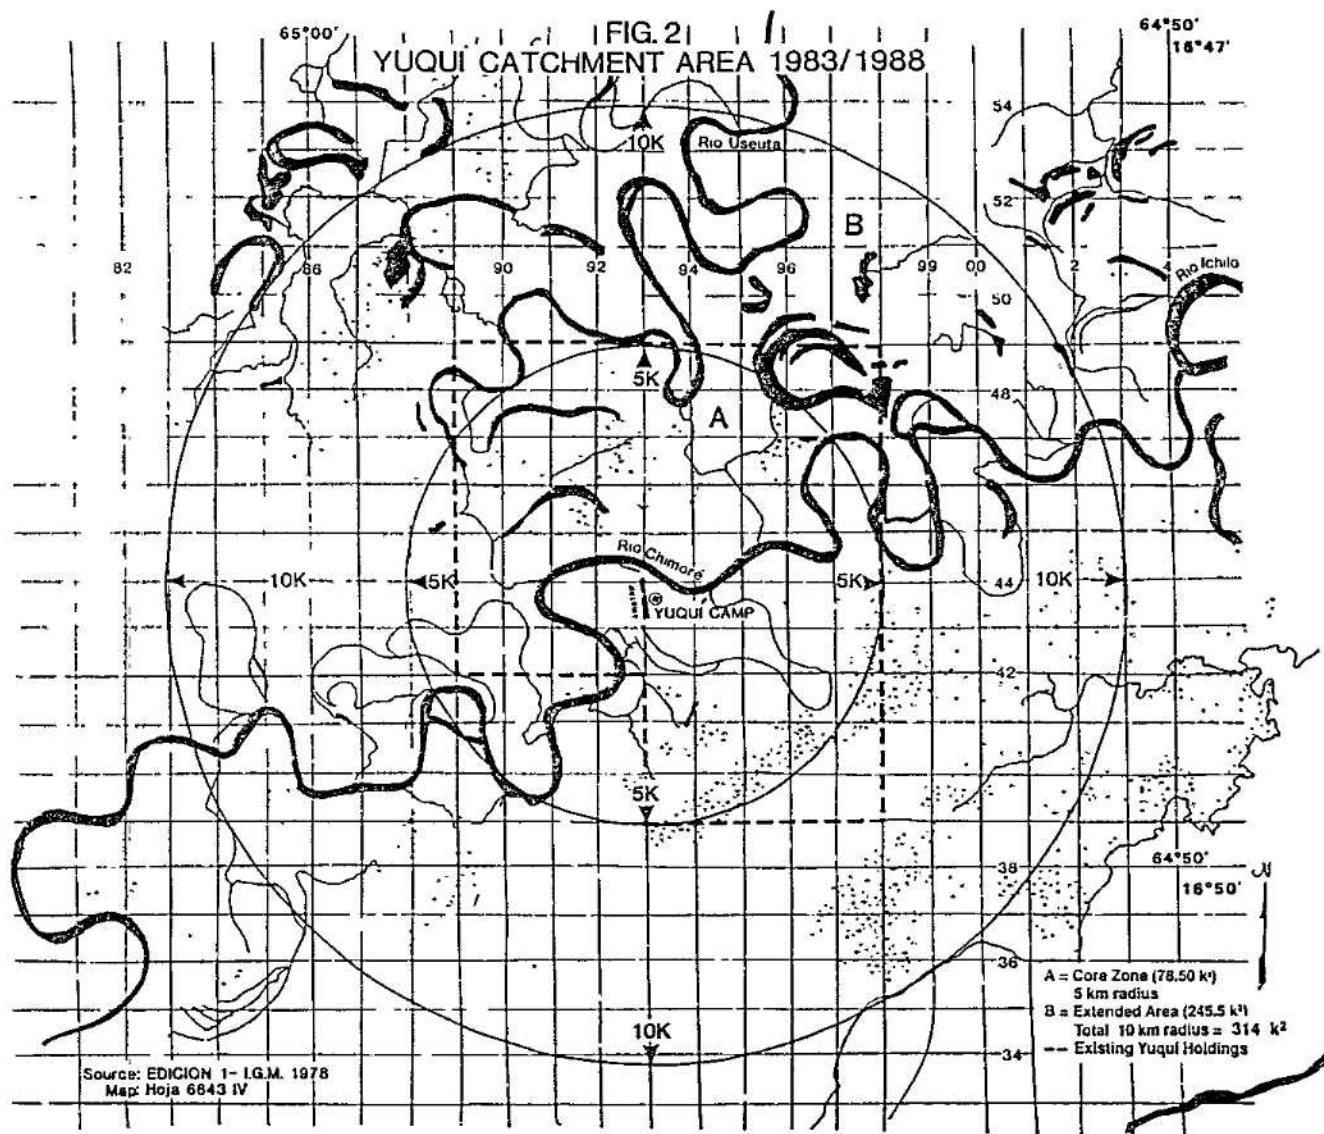 FIG. 2
YUQUÍ CATCHMENT AREA 1983/1988
65°00'
64°50'
16°47'
54
10K
Rio Useuta
52
B
82
86
90
92
94
96
99
00
2
4
Rio Ichilo
50
5K
48
A
Rio Chimoré
10K
5K
5K
44
10K
YUQUÍ CAMP
42
5K
38
64°50'
16°50'
N
36
10K
34
A = Core Zone (78.50 k²)
5 km radius
B = Extended Area (245.5 k²)
Total 10 km radius = 314 k²
--- Existing Yuquí Holdings
Source: EDICION 1- I.G.M. 1978
Map: Hoja 6643 IV